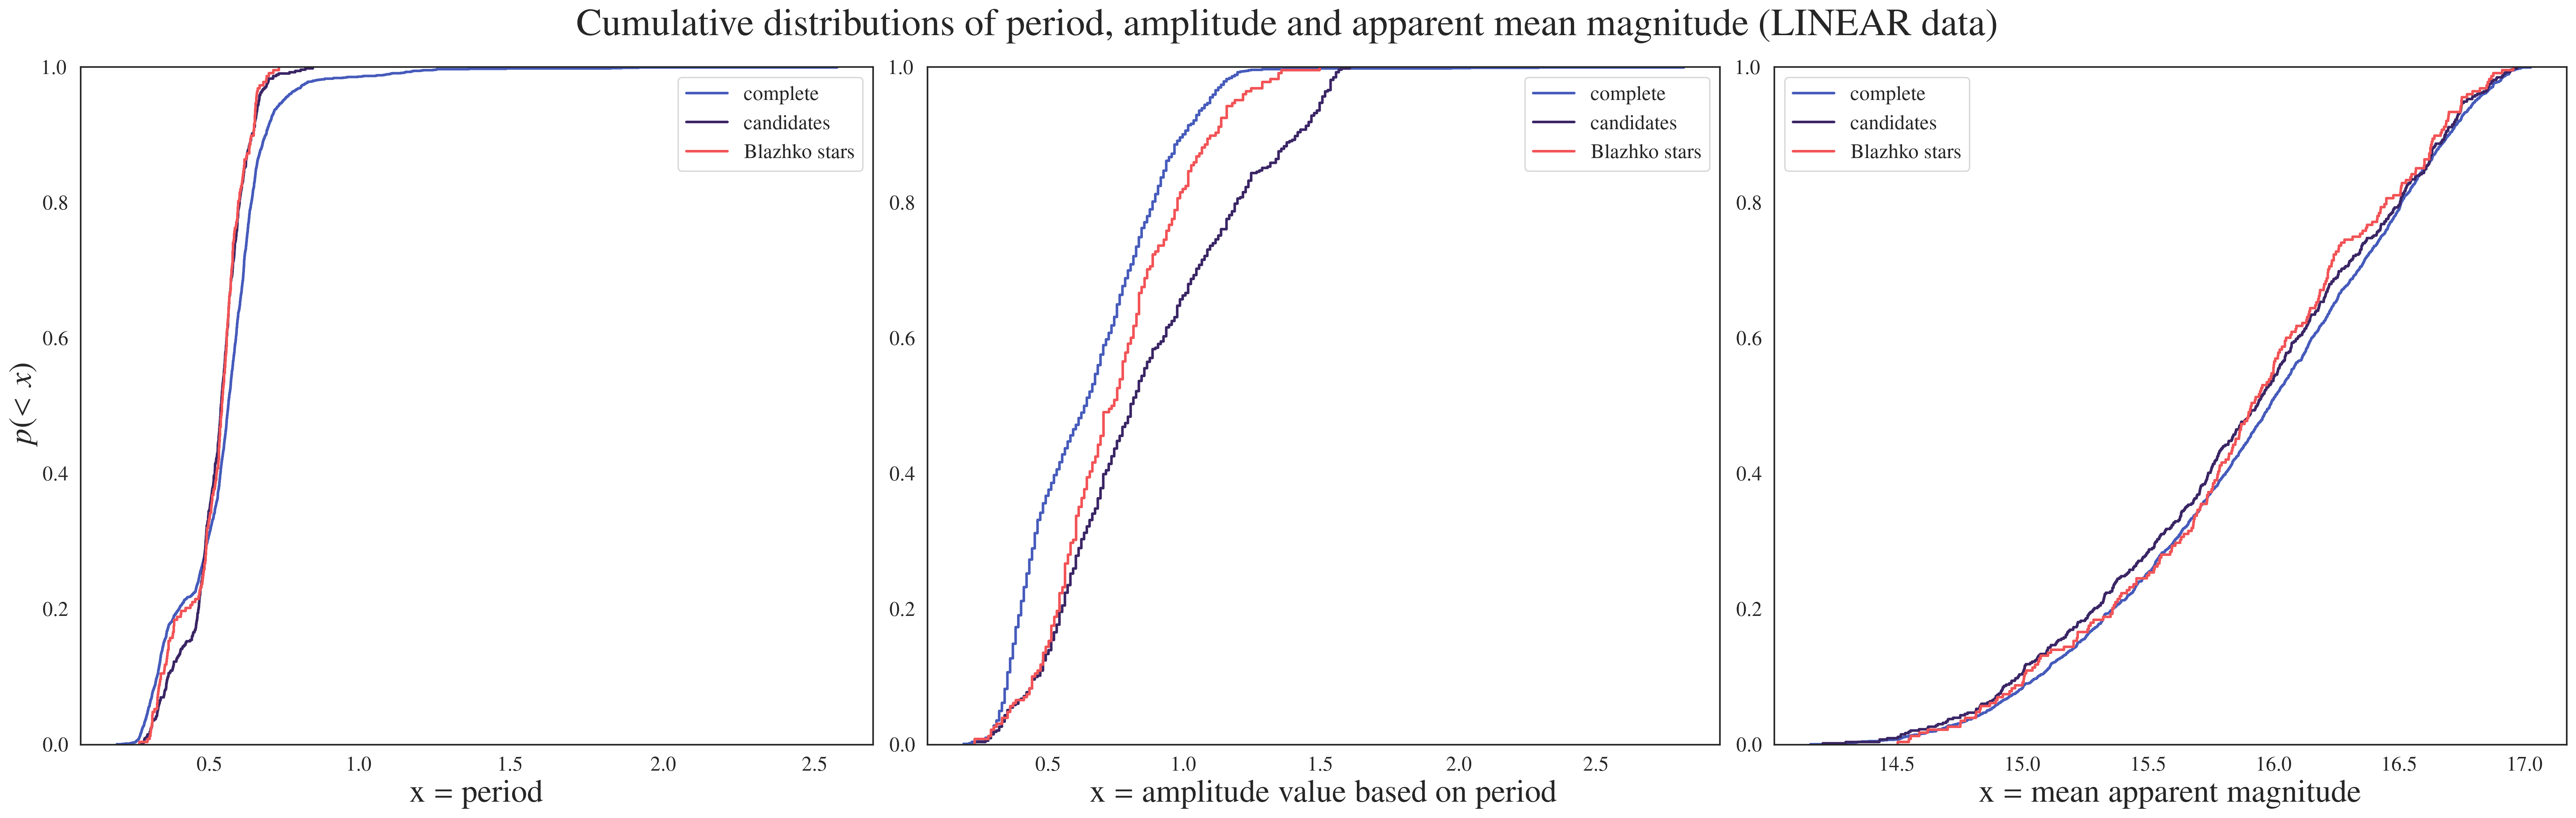 Cumulative distributions of period, amplitude and apparent mean magnitude (LINEAR data)
p(< x)
1.0
0.8
0.6
0.4
0.2
0.0
complete
candidates
Blazhko stars
0.5 1.0 1.5 2.0 2.5
x = period
1.0
0.8
0.6
0.4
0.2
0.0
complete
candidates
Blazhko stars
0.5 1.0 1.5 2.0 2.5
x = amplitude value based on period
1.0
0.8
0.6
0.4
0.2
0.0
complete
candidates
Blazhko stars
14.5 15.0 15.5 16.0 16.5 17.0
x = mean apparent magnitude